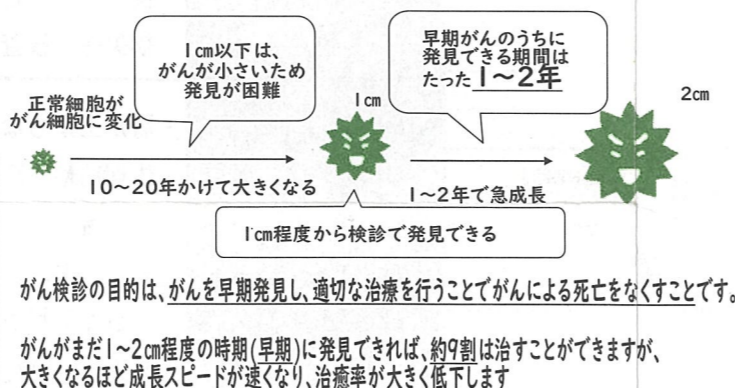 1cm以下は、
がんが小さいため
発見が困難
早期がんのうちに
発見できる期間は
たった1～2年
正常細胞が
がん細胞に変化
1cm
2cm
10～20年かけて大きくなる
1～2年で急成長
1cm程度から検診で発見できる
がん検診の目的は、がんを早期発見し、適切な治療を行うことでがんによる死亡をなくすことです。
がんがまだ1～2cm程度の時期(早期)に発見できれば、約9割は治すことができますが、
大きくなるほど成長スピードが速くなり、治癒率が大きく低下します